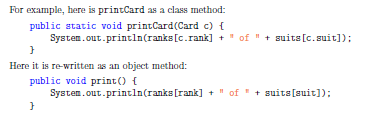 For example, here is printCard as a class method:
public static void printCard(Card c) {
System.out.println(ranks[c.rank] + " of " + suits[c.suit]);
}
Here it is re-written as an object method:
public void print() {
System.out.println(ranks[rank] + " of " + suits[suit]);
}